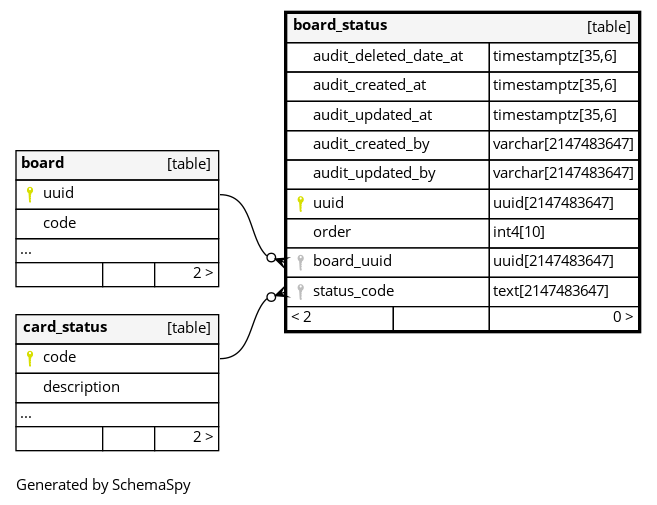 board_status [table]
audit_deleted_date_at timestamptz[35,6]
audit_created_at timestamptz[35,6]
audit_updated_at timestamptz[35,6]
audit_created_by varchar[2147483647]
audit_updated_by varchar[2147483647]
uuid uuid[2147483647]
order int4[10]
board_uuid uuid[2147483647]
status_code text[2147483647]
< 2 0 >
board [table]
uuid
code
...
2 >
card_status [table]
code
description
...
2 >
Generated by SchemaSpy